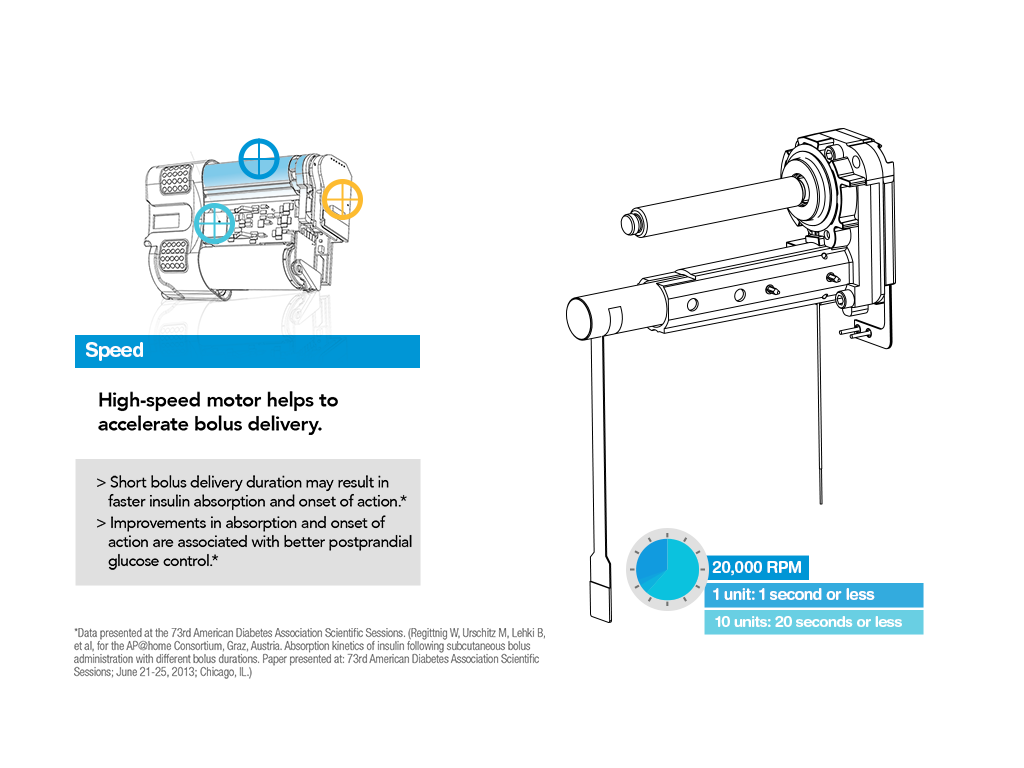 Speed
High-speed motor helps to
accelerate bolus delivery.
> Short bolus delivery duration may result in
faster insulin absorption and onset of action.*
> Improvements in absorption and onset of
action are associated with better postprandial
glucose control.*
20,000 RPM
1 unit: 1 second or less
10 units: 20 seconds or less
*Data presented at the 73rd American Diabetes Association Scientific Sessions. (Regittnig W, Urschitz M, Lehki B,
et al, for the AP@home Consortium, Graz, Austria. Absorption kinetics of insulin following subcutaneous bolus
administration with different bolus durations. Paper presented at: 73rd American Diabetes Association Scientific
Sessions; June 21-25, 2013; Chicago, IL.)